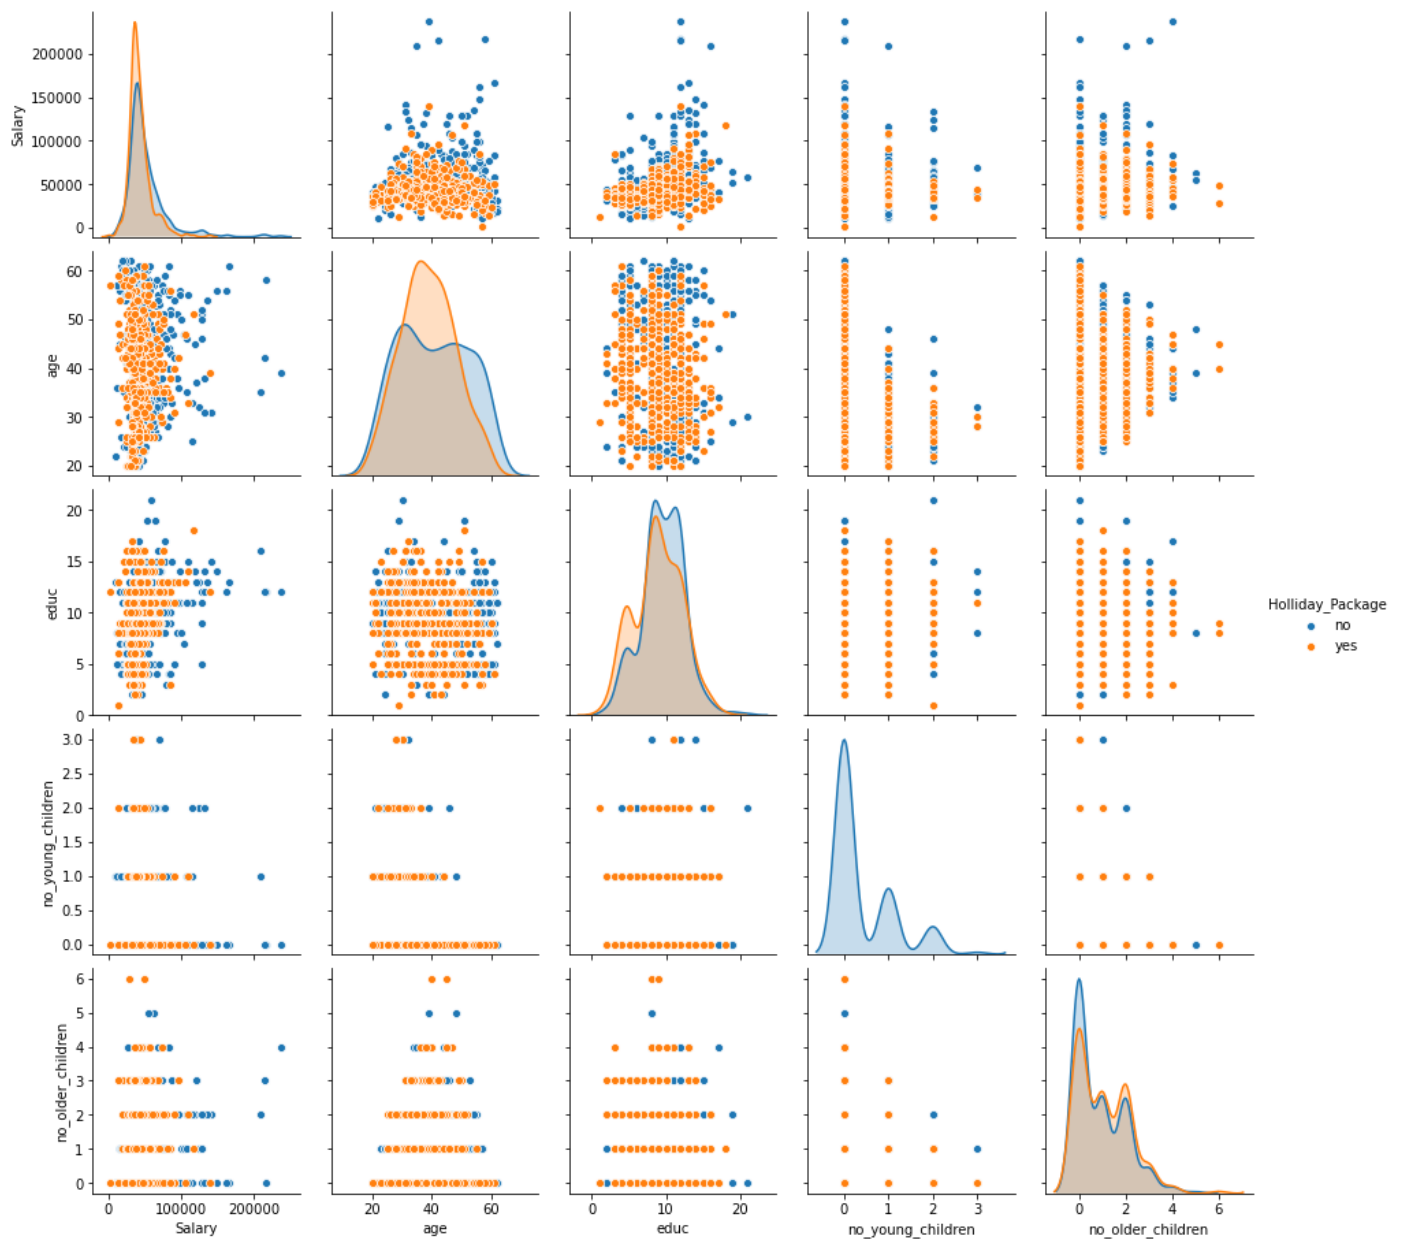 200000
150000
100000
50000
0
Salary
60
50
40
30
20
age
20
15
10
5
0
educ
Holliday_Package
no
yes
3.0
2.5
2.0
1.5
1.0
0.5
0.0
no_young_children
6
5
4
3
2
1
0
no_older_children
0 100000 200000 20 40 60 0 10 20 0 1 2 3 0 2 4 6
Salary age educ no_young_children no_older_children